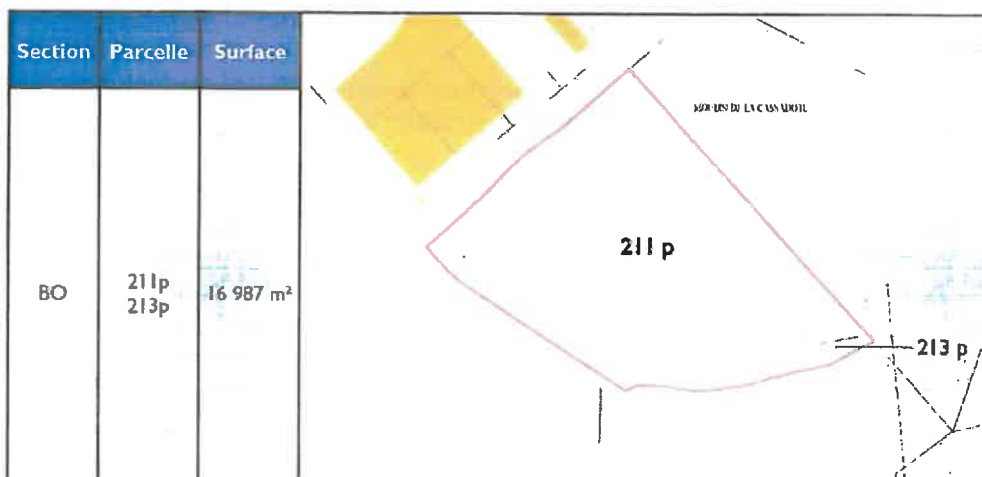 Section Parcelle Surface
BO
211p
213p
16 987 m²
211 p
213 p